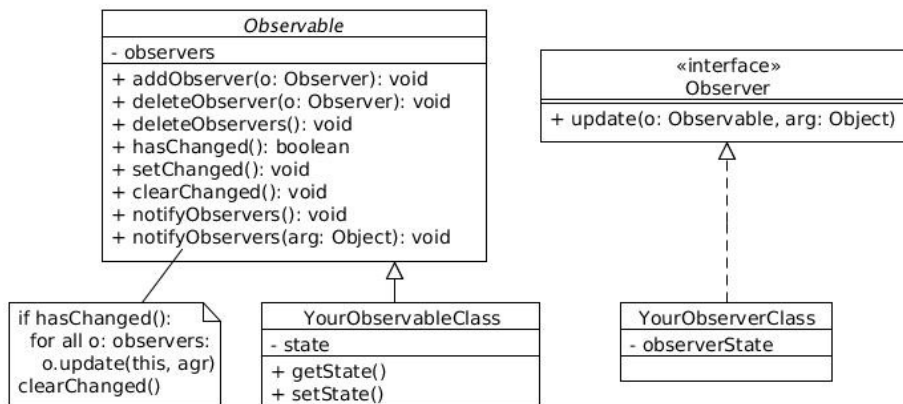 Observable
- observers
+ addObserver(o: Observer): void
+ deleteObserver(o: Observer): void
+ deleteObservers(): void
+ hasChanged(): boolean
+ setChanged(): void
+ clearChanged(): void
+ notifyObservers(): void
+ notifyObservers(arg: Object): void
«interface»
Observer
+ update(o: Observable, arg: Object)
if hasChanged():
for all o: observers:
o.update(this, agr)
clearChanged()
YourObservableClass
- state
+ getState()
+ setState()
YourObserverClass
- observerState